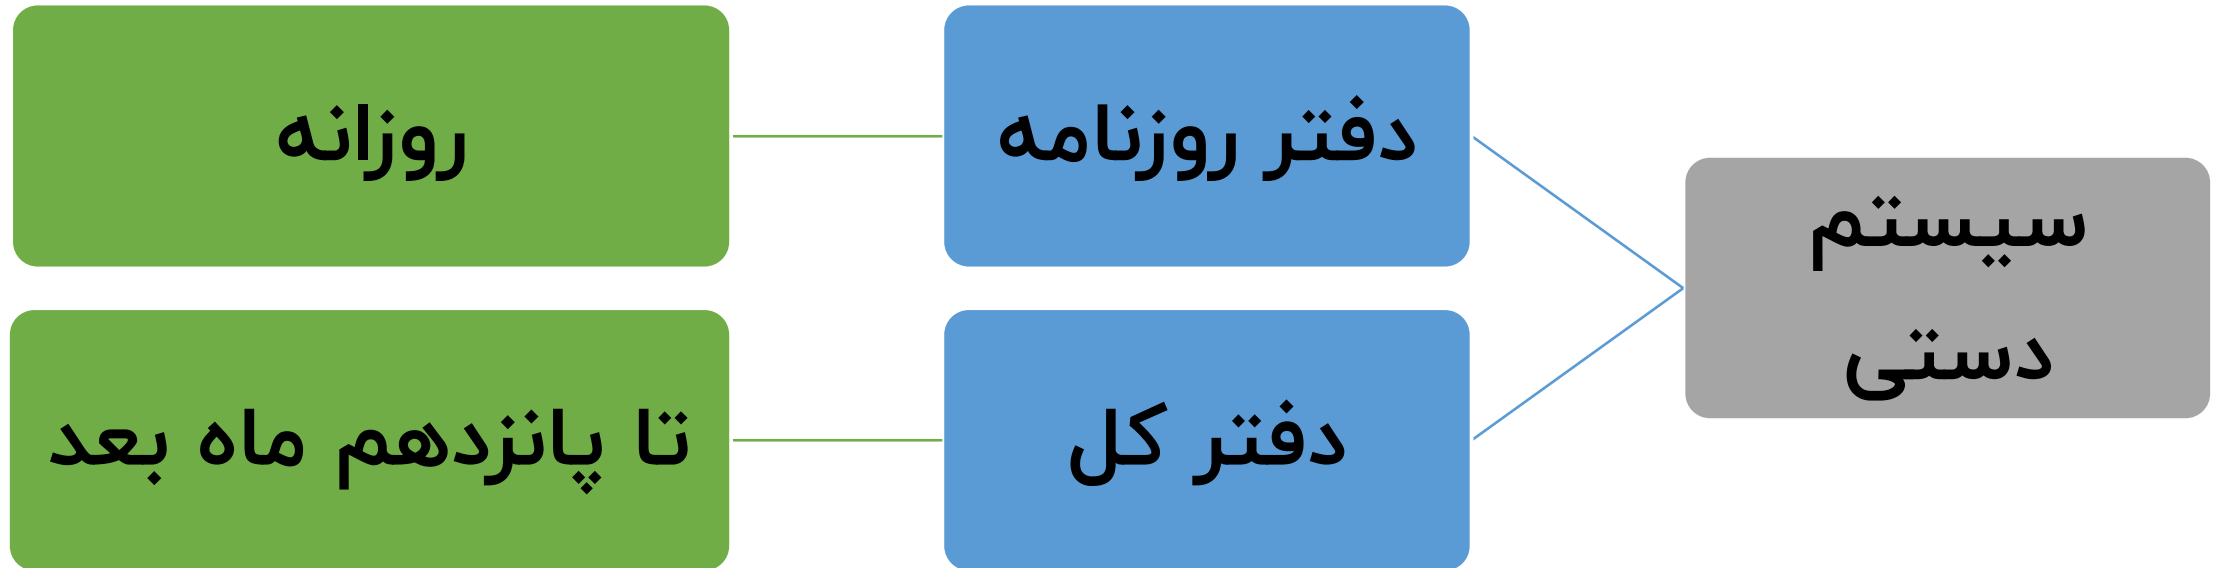 سیستم
دستی
دفتر روزنامه
روزانه
دفتر کل
تا پانزدهم ماه بعد